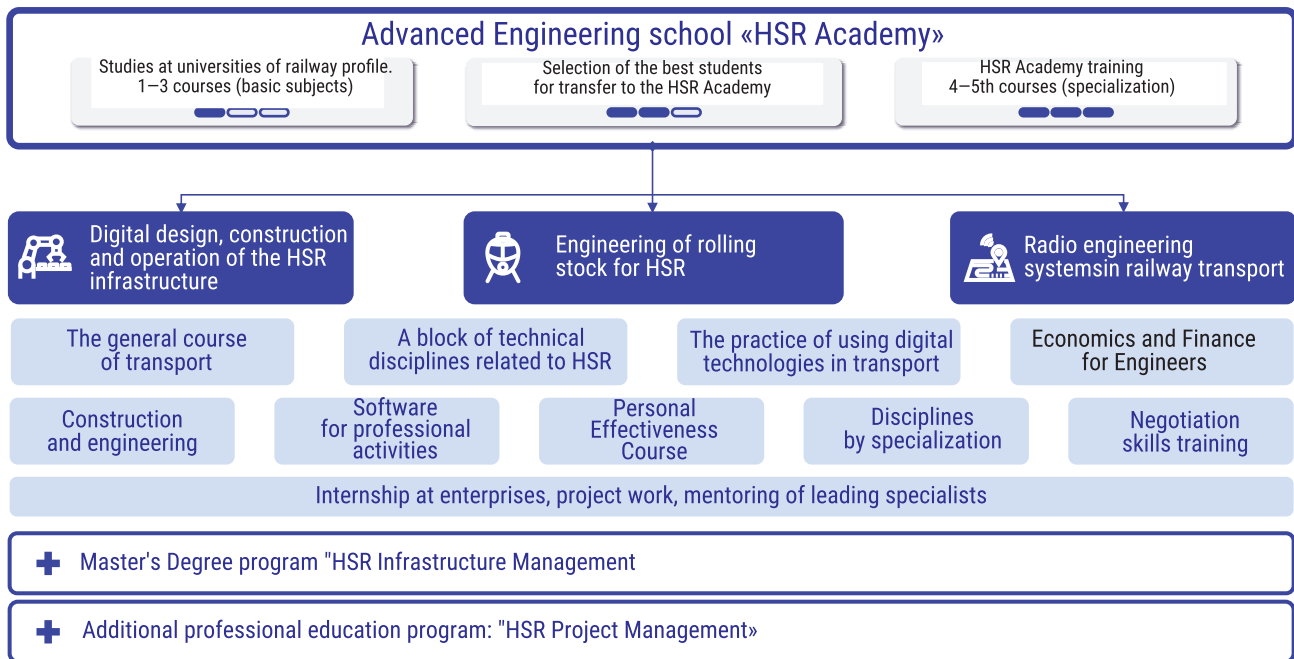 Advanced Engineering school «HSR Academy»
Studies at universities of railway profile.
1—3 courses (basic subjects)
Selection of the best students
for transfer to the HSR Academy
HSR Academy training
4—5th courses (specialization)
Digital design, construction
and operation of the HSR
infrastructure
Engineering of rolling
stock for HSR
Radio engineering
systemsin railway transport
The general course
of transport
A block of technical
disciplines related to HSR
The practice of using digital
technologies in transport
Economics and Finance
for Engineers
Construction
and engineering
Software
for professional
activities
Personal
Effectiveness
Course
Disciplines
by specialization
Negotiation
skills training
Internship at enterprises, project work, mentoring of leading specialists
Master's Degree program "HSR Infrastructure Management
Additional professional education program: "HSR Project Management»